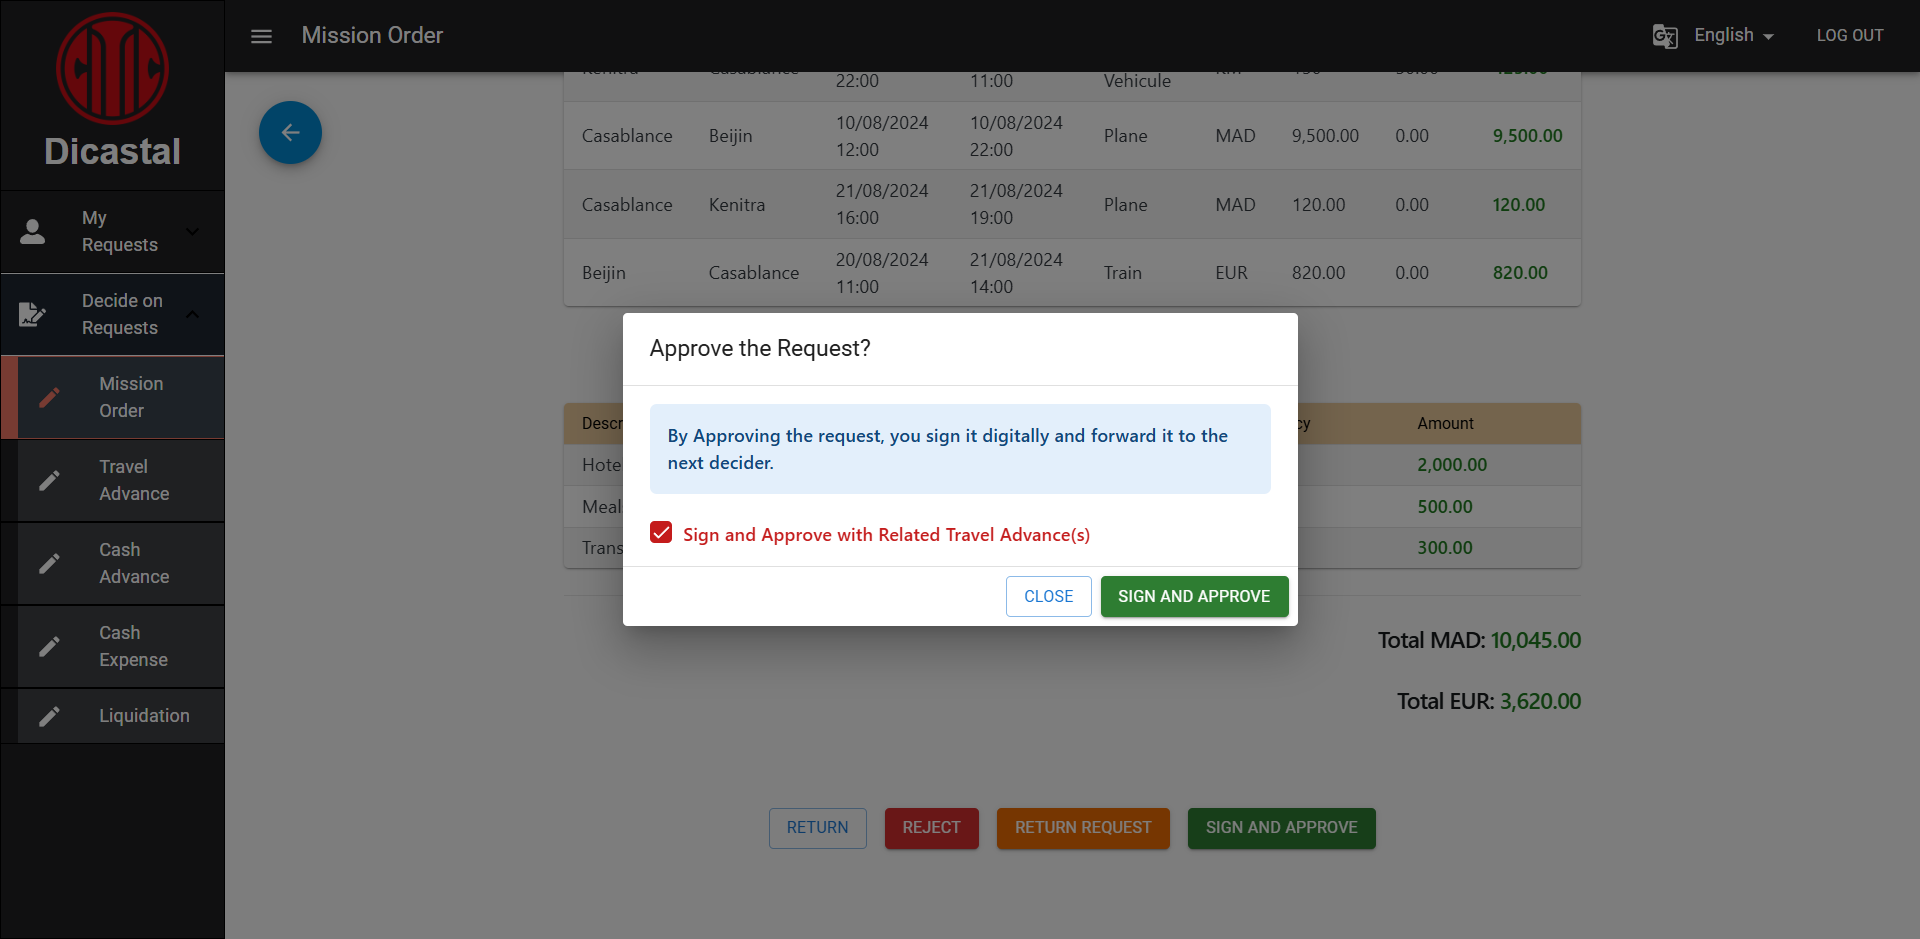 Dicastal
Mission Order
English
LOG OUT
My
Requests
Decide on
Requests
Mission
Order
Travel
Advance
Cash
Advance
Cash
Expense
Liquidation
Kenitra Casablance 22:00 11:00 Vehicule
Casablance Beijin 10/08/2024 12:00 10/08/2024 22:00 Plane MAD 9,500.00 0.00 9,500.00
Casablance Kenitra 21/08/2024 16:00 21/08/2024 19:00 Plane MAD 120.00 0.00 120.00
Beijin Casablance 20/08/2024 11:00 21/08/2024 14:00 Train EUR 820.00 0.00 820.00
Approve the Request?
By Approving the request, you sign it digitally and forward it to the
next decider.
Sign and Approve with Related Travel Advance(s)
CLOSE
SIGN AND APPROVE
Descr cy Amount
Hote 2,000.00
Meal 500.00
Trans 300.00
Total MAD: 10,045.00
Total EUR: 3,620.00
RETURN
REJECT
RETURN REQUEST
SIGN AND APPROVE